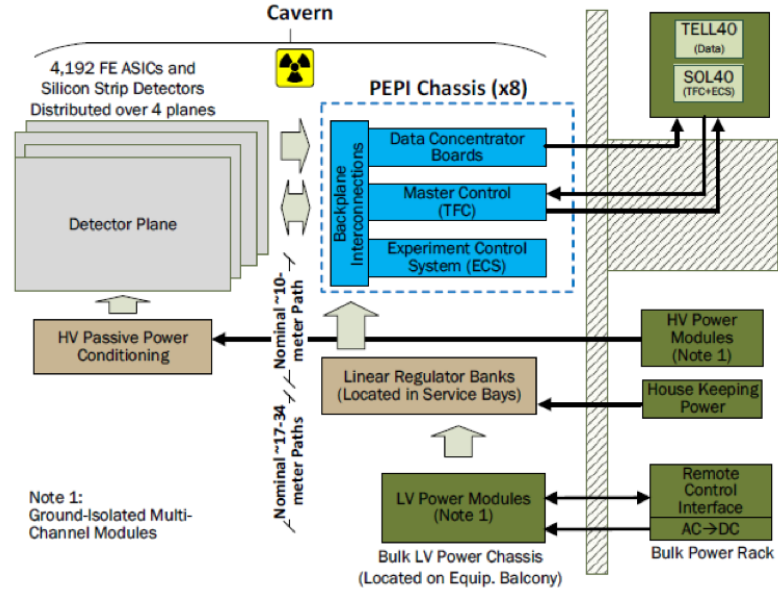 Cavern
4,192 FE ASICs and
Silicon Strip Detectors
Distributed over 4 planes
Detector Plane
PEPI Chassis (x8)
Backplane
Interconnections
Data Concentrator
Boards
Master Control
(TFC)
Experiment Control
System (ECS)
TELL40
(Data)
SOL40
(TFC+ECS)
Nominal ~10-
meter Path
HV Passive Power
Conditioning
HV Power
Modules
(Note 1)
Linear Regulator Banks
(Located in Service Bays)
House Keeping
Power
Nominal ~17-34
meter Paths
Note 1:
Ground-Isolated Multi-
Channel Modules
LV Power Modules
(Note 1)
Remote
Control
Interface
AC→DC
Bulk LV Power Chassis
(Located on Equip. Balcony)
Bulk Power Rack